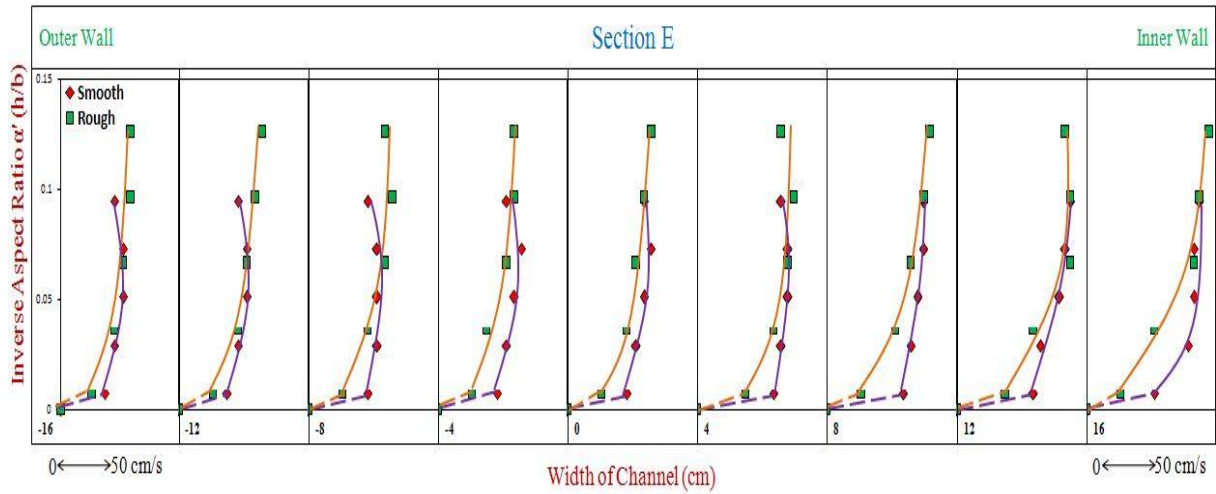 Outer Wall Section E Inner Wall
0.15
Smooth
Rough
0.1
0.05
0
Inverse Aspect Ratio α' (h/b)
-16 -12 -8 -4 0 4 8 12 16
0 50 cm/s Width of Channel (cm) 0 50 cm/s